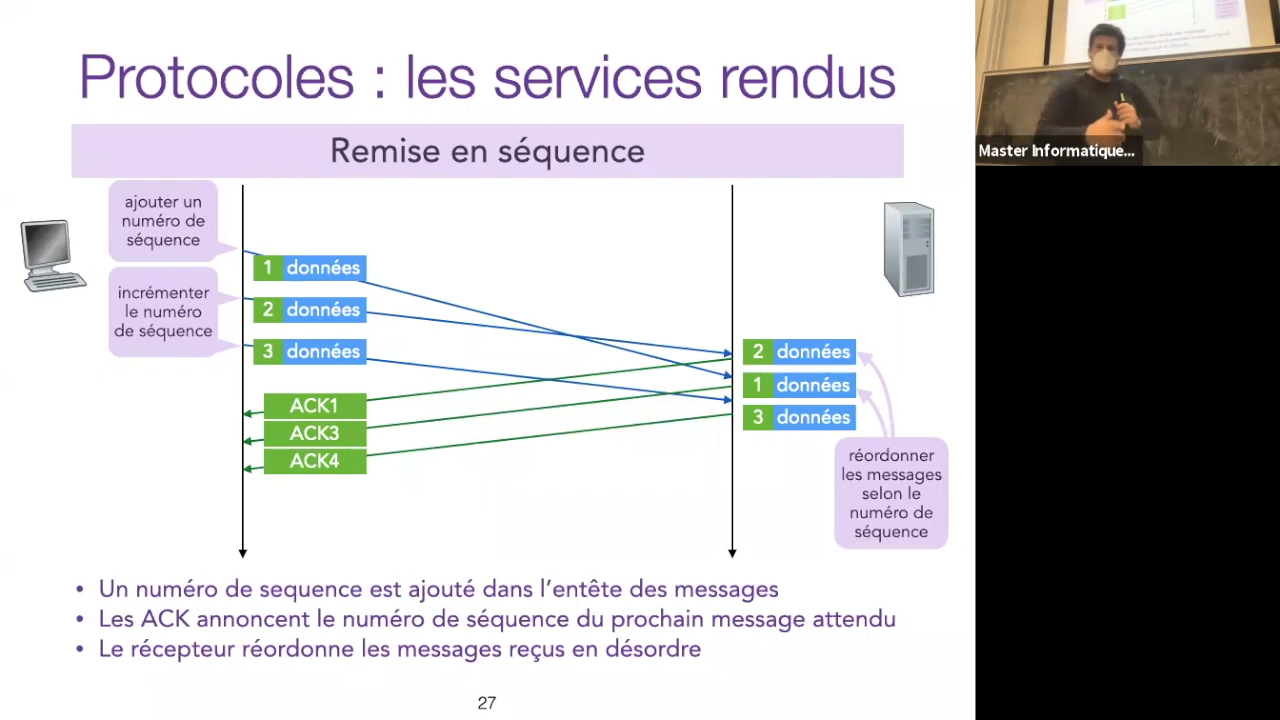 Protocoles : les services rendus
Remise en séquence
ajouter un
numéro de
séquence
incrémenter
le numéro
de séquence
1 données
2 données
3 données
ACK1
ACK3
ACK4
2 données
1 données
3 données
réordonner
les messages
selon le
numéro de
séquence
• Un numéro de sequence est ajouté dans l'entête des messages
• Les ACK annoncent le numéro de séquence du prochain message attendu
• Le récepteur réordonne les messages reçus en désordre
27
Master Informatique...